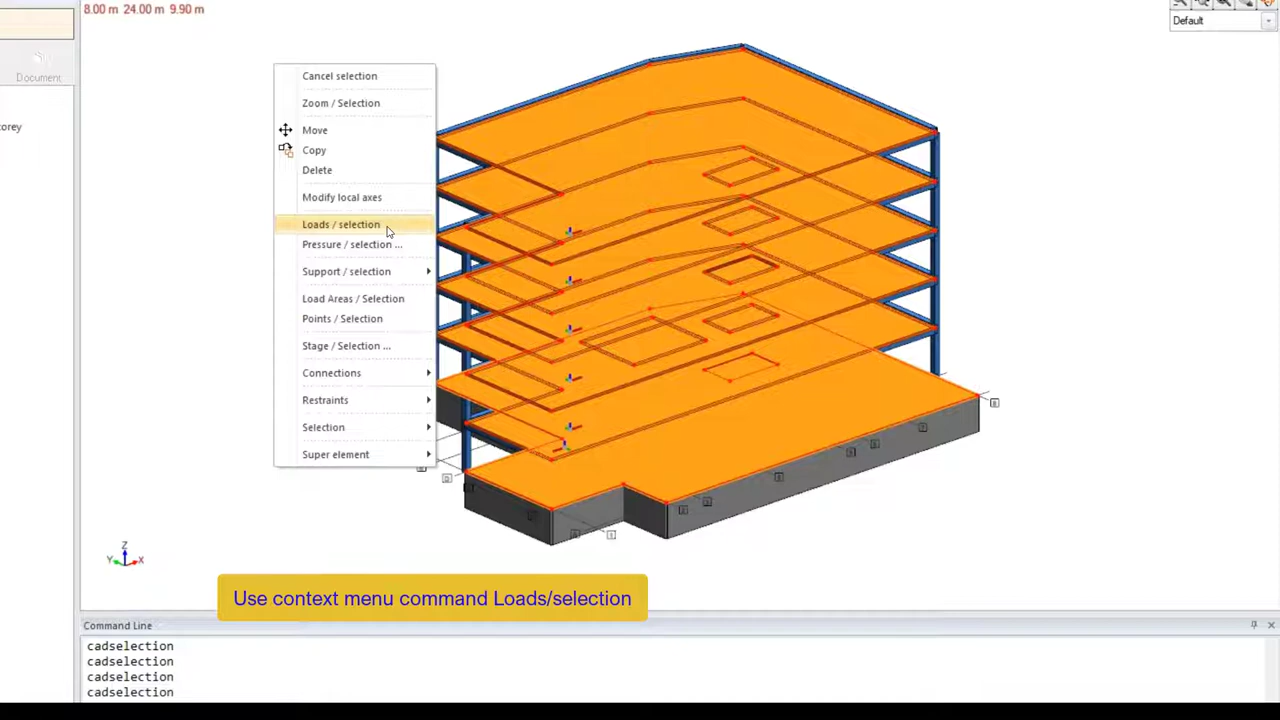 8.00 m 24.00 m 9.90 m
Default
Document
orey
Cancel selection
Zoom / Selection
Move
Copy
Delete
Modify local axes
Loads / selection
Pressure / selection ...
Support / selection
Load Areas / Selection
Points / Selection
Stage / Selection ...
Connections
Restraints
Selection
Super element
Z
Y
X
Use context menu command Loads/selection
Command Line
cadselection
cadselection
cadselection
cadselection